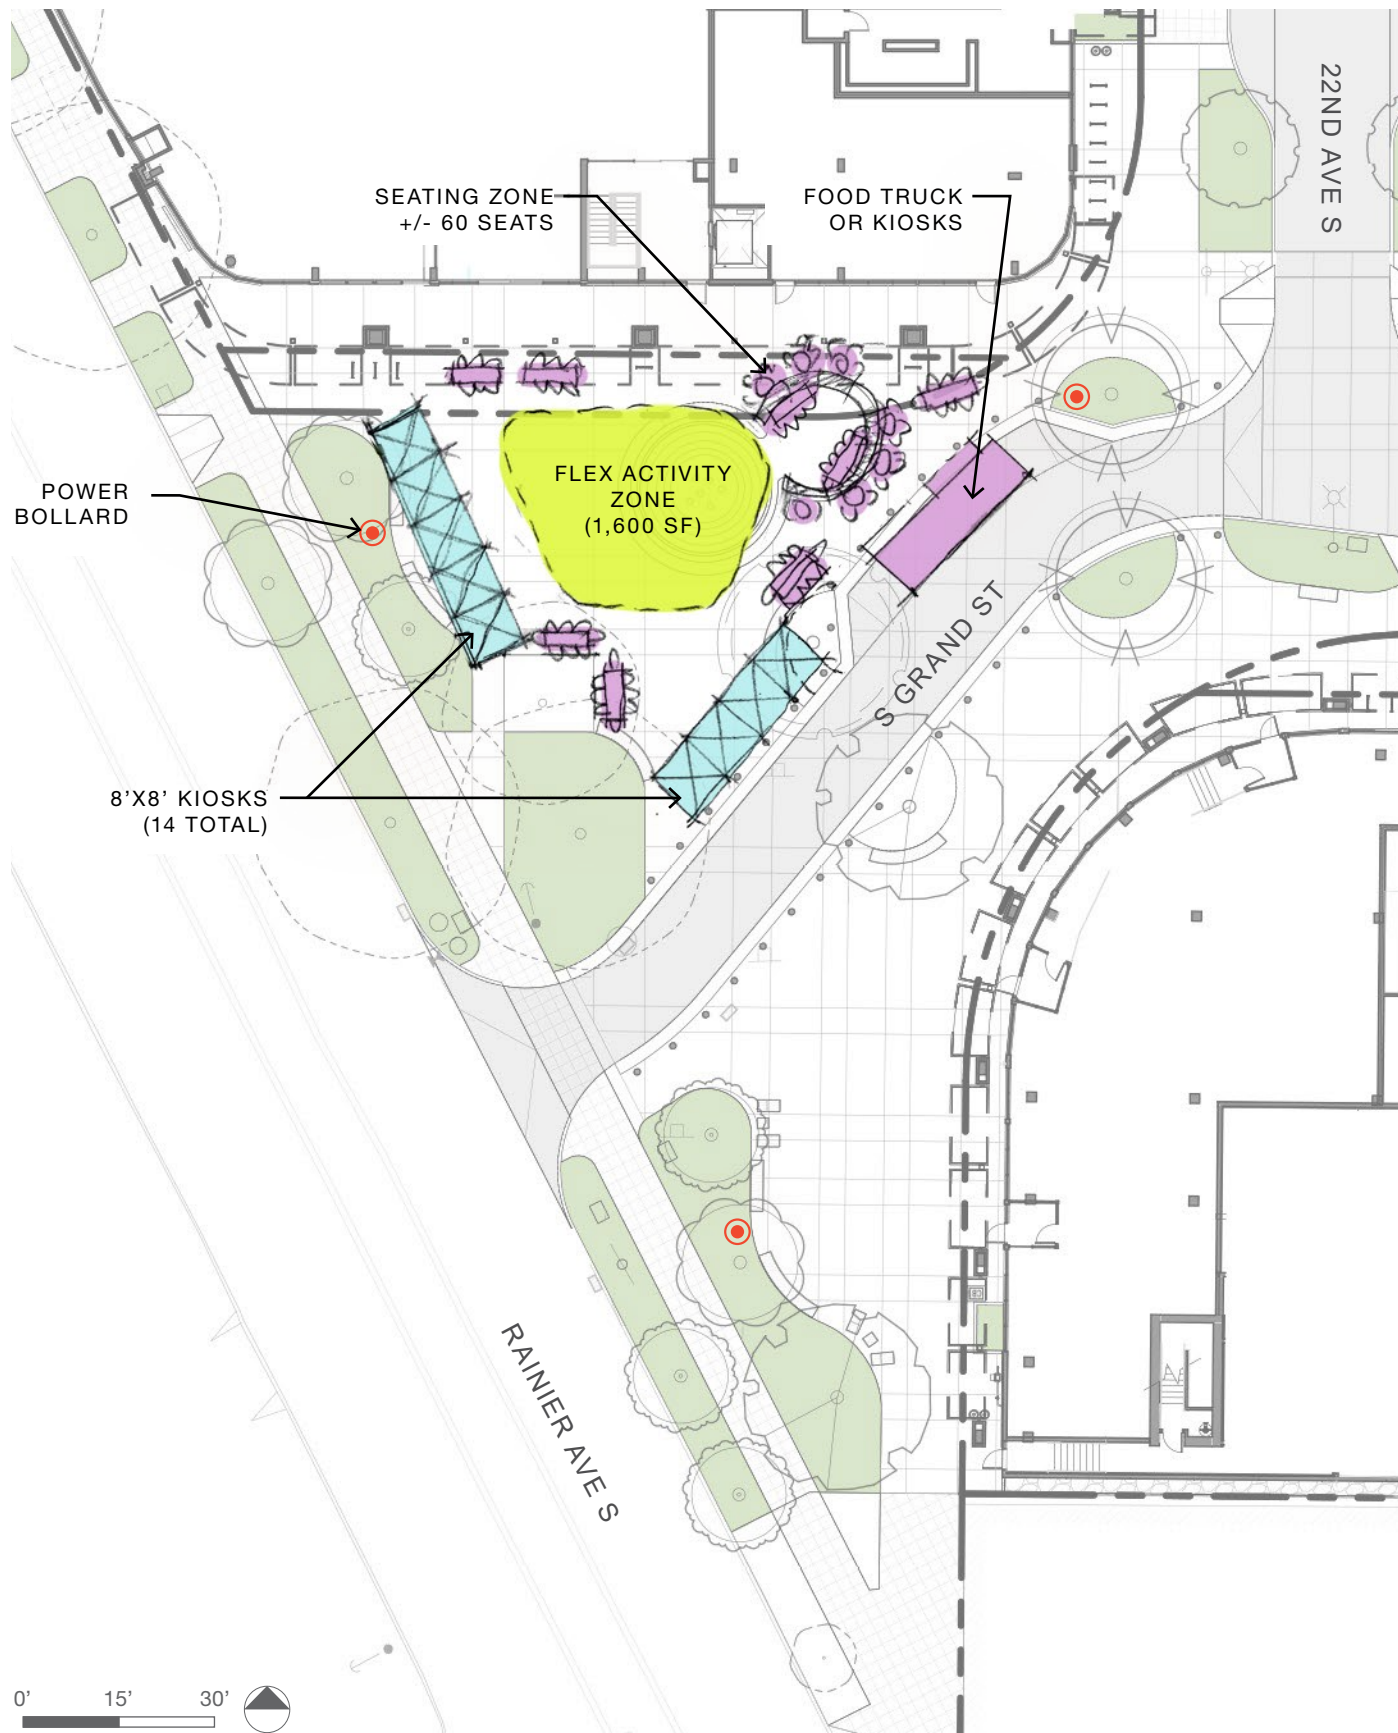 22ND AVE S
SEATING ZONE
+/- 60 SEATS
FOOD TRUCK
OR KIOSKS
FLEX ACTIVITY
ZONE
(1,600 SF)
POWER
BOLLARD
S GRAND ST
8'X8' KIOSKS
(14 TOTAL)
RAINIER AVE S
0' 15' 30'